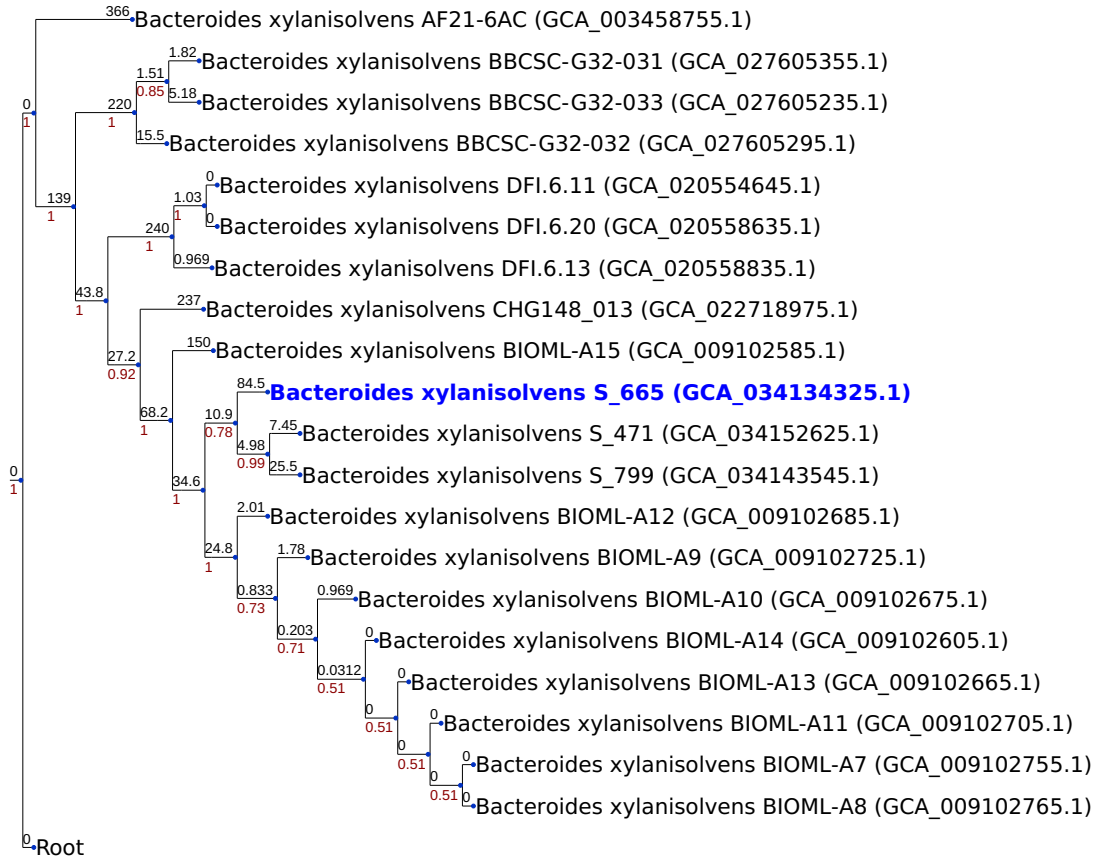 366 Bacteroides xylanisolvens AF21-6AC (GCA_003458755.1)
1.82 Bacteroides xylanisolvens BBCSC-G32-031 (GCA_027605355.1)
1.51
0.85
5.18 Bacteroides xylanisolvens BBCSC-G32-033 (GCA_027605235.1)
0
1
220
1
15.5 Bacteroides xylanisolvens BBCSC-G32-032 (GCA_027605295.1)
0 Bacteroides xylanisolvens DFI.6.11 (GCA_020554645.1)
139
1
1.03
1
0 Bacteroides xylanisolvens DFI.6.20 (GCA_020558635.1)
240
1
0.969 Bacteroides xylanisolvens DFI.6.13 (GCA_020558835.1)
43.8
1
237 Bacteroides xylanisolvens CHG148_013 (GCA_022718975.1)
150 Bacteroides xylanisolvens BIOML-A15 (GCA_009102585.1)
27.2
0.92
84.5 Bacteroides xylanisolvens S_665 (GCA_034134325.1)
68.2
1
10.9
0.78
7.45 Bacteroides xylanisolvens S_471 (GCA_034152625.1)
4.98
0.99
25.5 Bacteroides xylanisolvens S_799 (GCA_034143545.1)
0
1
34.6
1
2.01 Bacteroides xylanisolvens BIOML-A12 (GCA_009102685.1)
24.8
1
1.78 Bacteroides xylanisolvens BIOML-A9 (GCA_009102725.1)
0.833
0.73
0.969 Bacteroides xylanisolvens BIOML-A10 (GCA_009102675.1)
0.203
0.71
0 Bacteroides xylanisolvens BIOML-A14 (GCA_009102605.1)
0.0312
0.51
0 Bacteroides xylanisolvens BIOML-A13 (GCA_009102665.1)
0
0.51
0 Bacteroides xylanisolvens BIOML-A11 (GCA_009102705.1)
0
0.51
0 Bacteroides xylanisolvens BIOML-A7 (GCA_009102755.1)
0
0.51
0 Bacteroides xylanisolvens BIOML-A8 (GCA_009102765.1)
0 Root